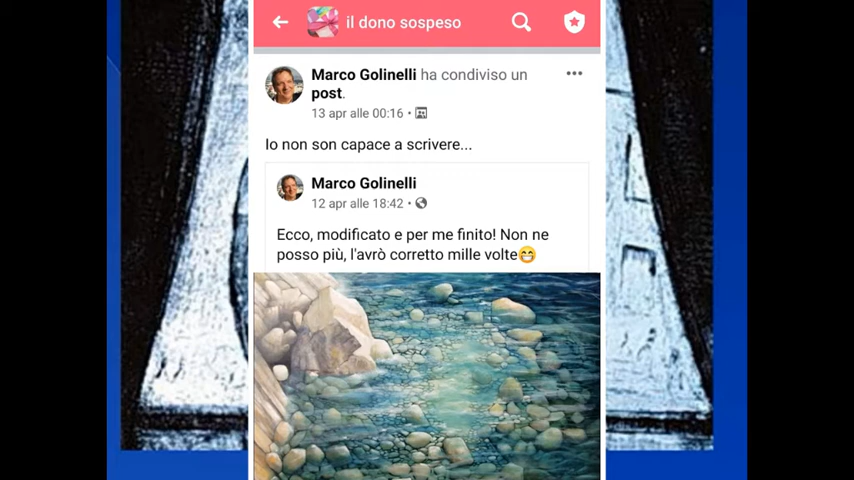 il dono sospeso
Marco Golinelli ha condiviso un
post.
13 apr alle 00:16 •
Io non son capace a scrivere...
Marco Golinelli
12 apr alle 18:42 •
Ecco, modificato e per me finito! Non ne
posso più, l'avrò corretto mille volte😁